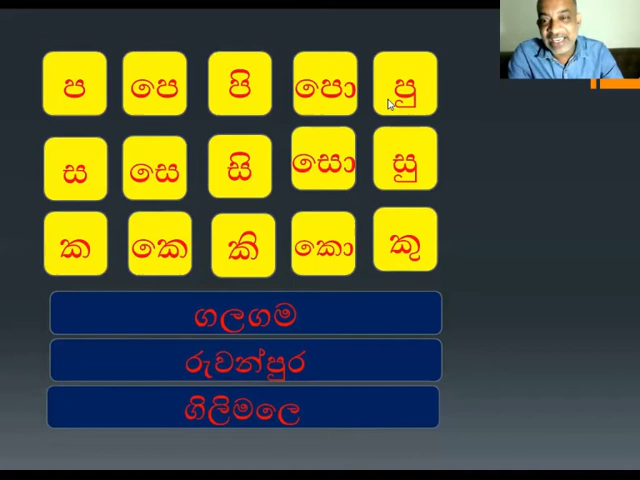 ප පෙ පි පො පු
ස සෙ සි සො සු
ක කෙ කි කො කු
ගලගම
රුවන්පුර
ගිලිමලෙ